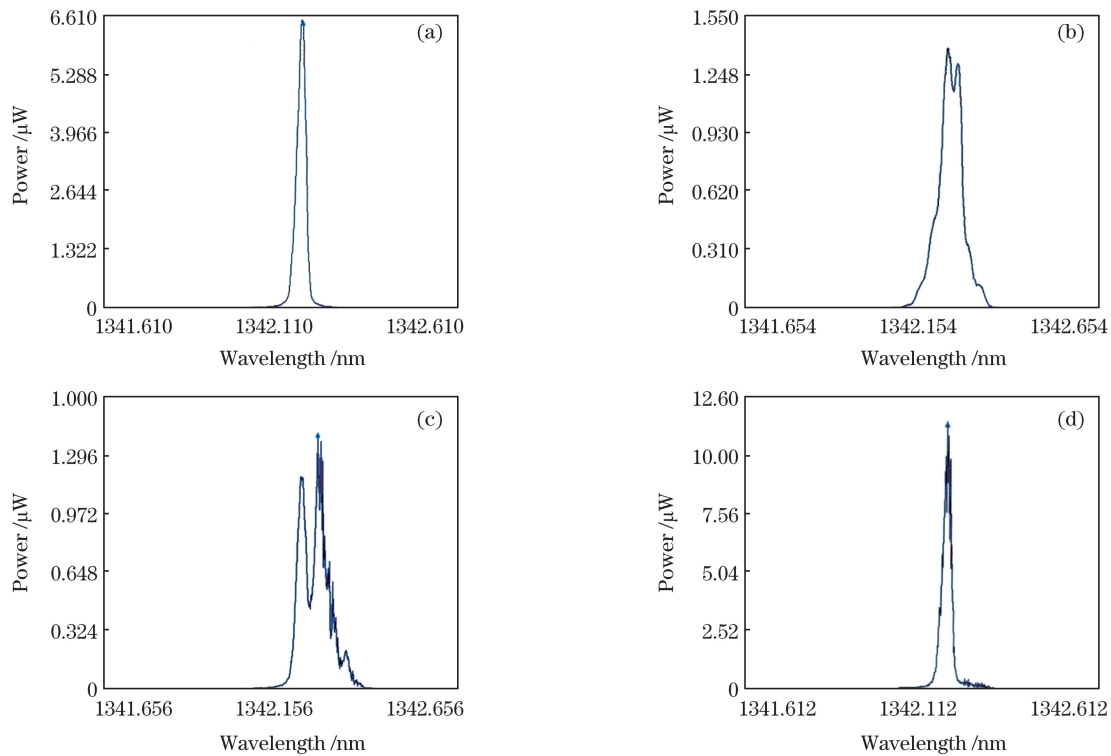 6.610
5.288
3.966
2.644
1.322
0
Power /μW
(a)
1341.610 1342.110 1342.610
Wavelength /nm
1.550
1.248
0.930
0.620
0.310
0
Power /μW
(b)
1341.654 1342.154 1342.654
Wavelength /nm
1.000
1.296
0.972
0.648
0.324
0
Power /μW
(c)
1341.656 1342.156 1342.656
Wavelength /nm
12.60
10.00
7.56
5.04
2.52
0
Power /μW
(d)
1341.612 1342.112 1342.612
Wavelength /nm